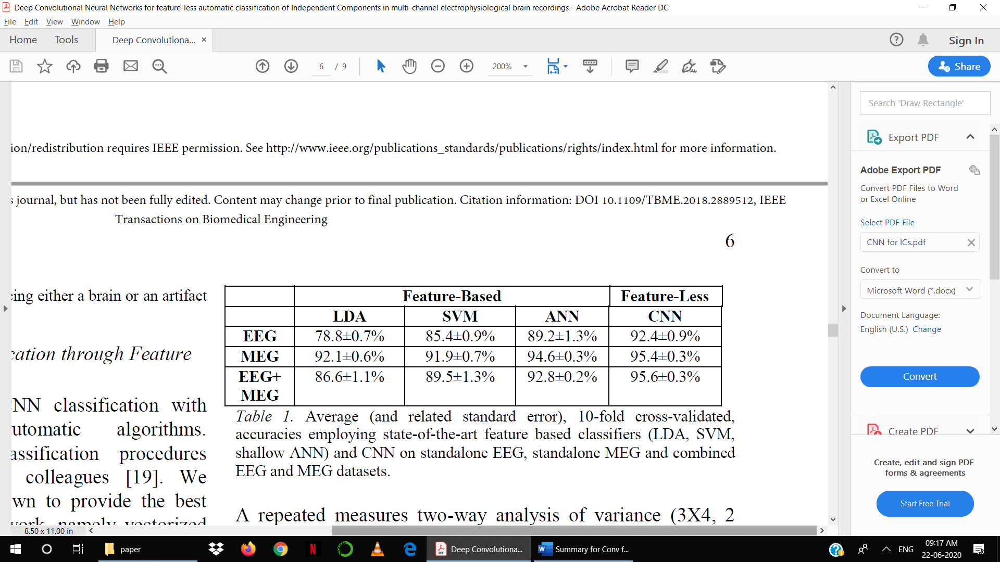 Deep Convolutional Neural Networks for feature-less automatic classification of Independent Components in multi-channel electrophysiological brain recordings - Adobe Acrobat Reader DC
File Edit View Window Help
Home Tools Deep Convolutiona... × Sign In
6 / 9 200% Share
Search 'Draw Rectangle'
Export PDF
Adobe Export PDF
Convert PDF Files to Word
or Excel Online
Select PDF File
CNN for ICs.pdf
Convert to
Microsoft Word (*.docx)
Document Language:
English (U.S.) Change
Convert
Create PDF
Create, edit and sign PDF
forms & agreements
Start Free Trial
ion/redistribution requires IEEE permission. See http://www.ieee.org/publications_standards/publications/rights/index.html for more information.
s journal, but has not been fully edited. Content may change prior to final publication. Citation information: DOI 10.1109/TBME.2018.2889512, IEEE
Transactions on Biomedical Engineering
6
eing either a brain or an artifact
cation through Feature
CNN classification with
automatic algorithms.
assification procedures
colleagues [19]. We
wn to provide the best
work, namely vectorized
Feature-Based Feature-Less
LDA SVM ANN CNN
EEG 78.8±0.7% 85.4±0.9% 89.2±1.3% 92.4±0.9%
MEG 92.1±0.6% 91.9±0.7% 94.6±0.3% 95.4±0.3%
EEG+ 86.6±1.1% 89.5±1.3% 92.8±0.2% 95.6±0.3%
MEG
Table 1. Average (and related standard error), 10-fold cross-validated,
accuracies employing state-of-the-art feature based classifiers (LDA, SVM,
shallow ANN) and CNN on standalone EEG, standalone MEG and combined
EEG and MEG datasets.
A repeated measures two-way analysis of variance (3X4, 2
8.50 x 11.00 in
paper Deep Convolutiona... Summary for Conv f... ENG 09:17 AM
22-06-2020